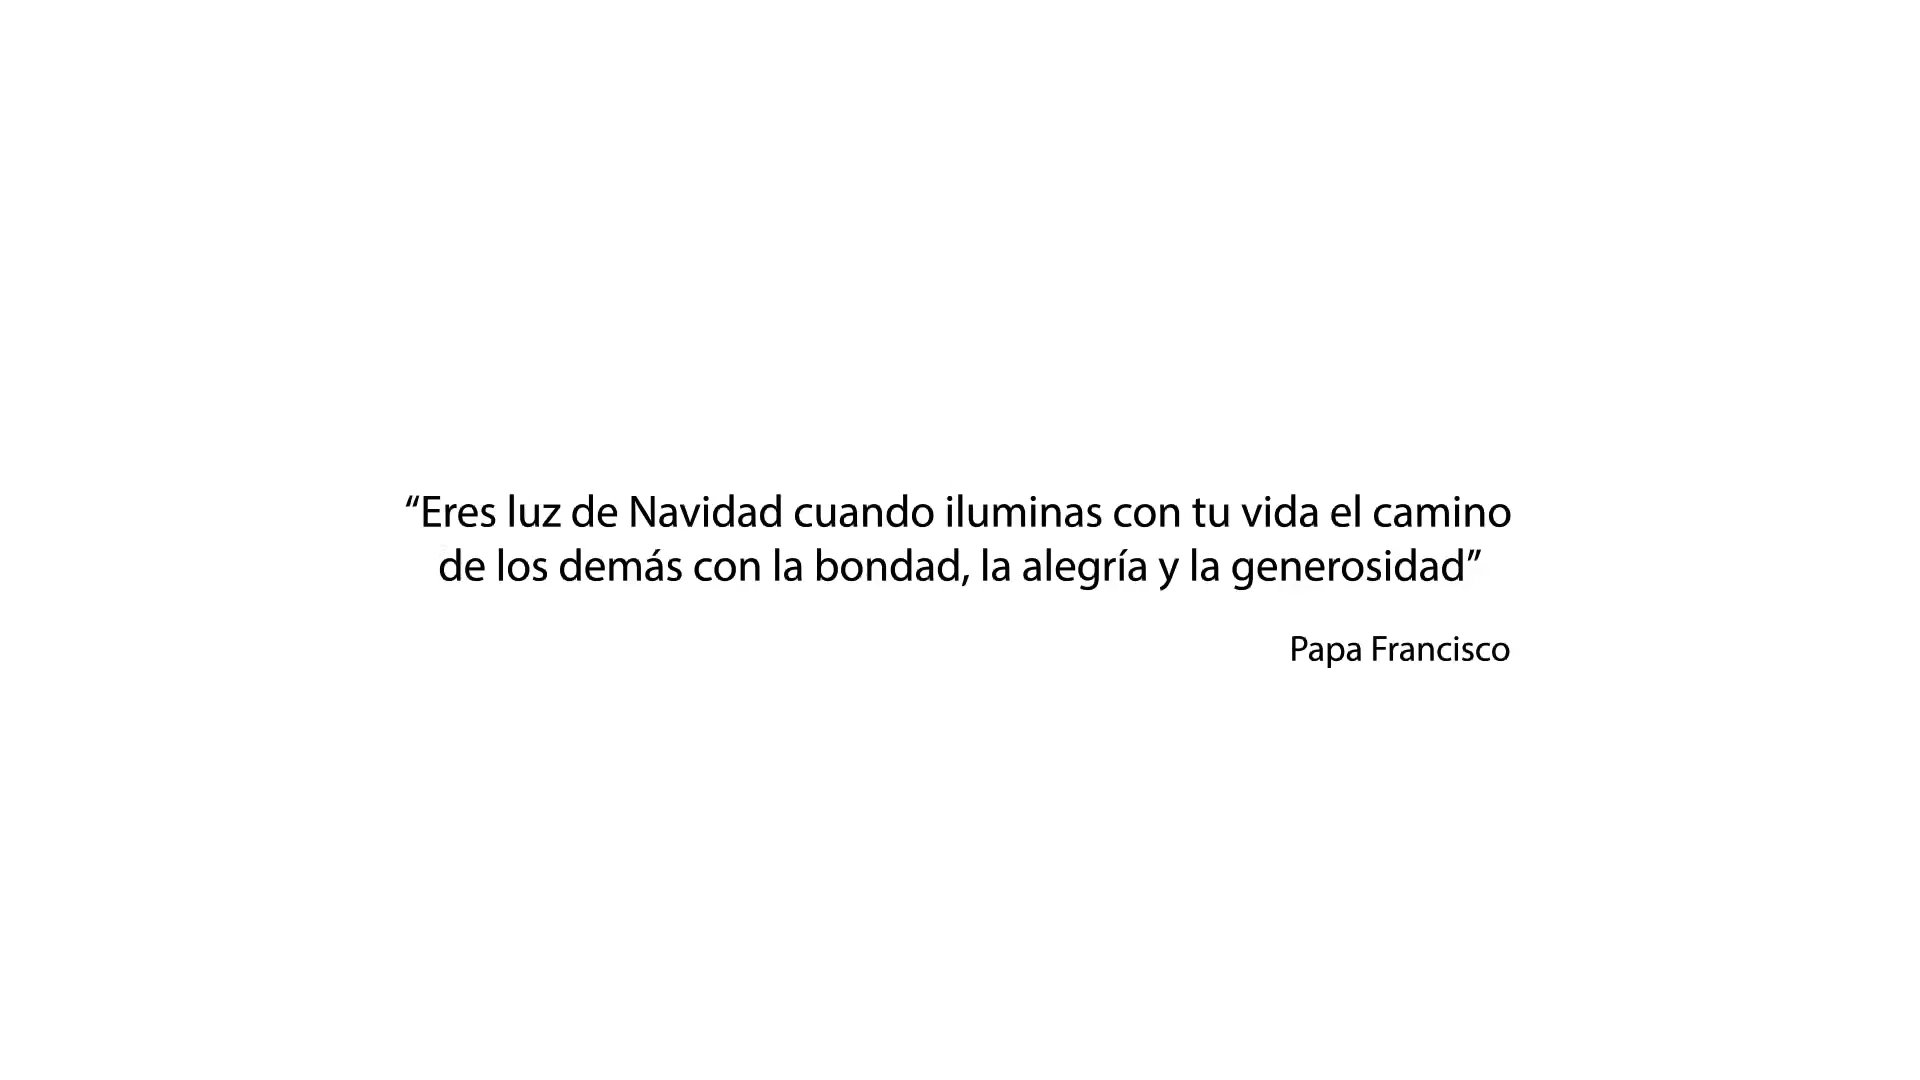 “Eres luz de Navidad cuando iluminas con tu vida el camino
de los demás con la bondad, la alegría y la generosidad”
Papa Francisco